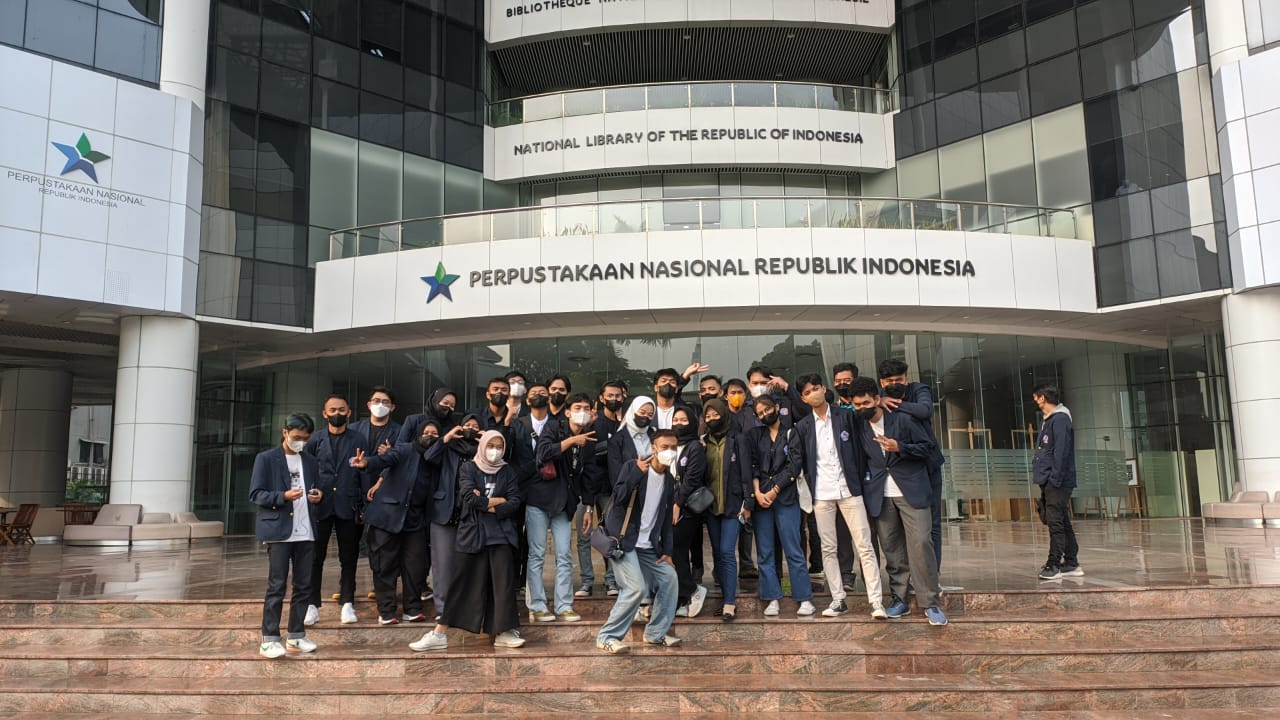 BIBLIOTHEQUE
NATIONAL LIBRARY OF THE REPUBLIC OF INDONESIA
PERPUSTAKAAN NASIONAL
REPUBLIK INDONESIA
PERPUSTAKAAN NASIONAL REPUBLIK INDONESIA